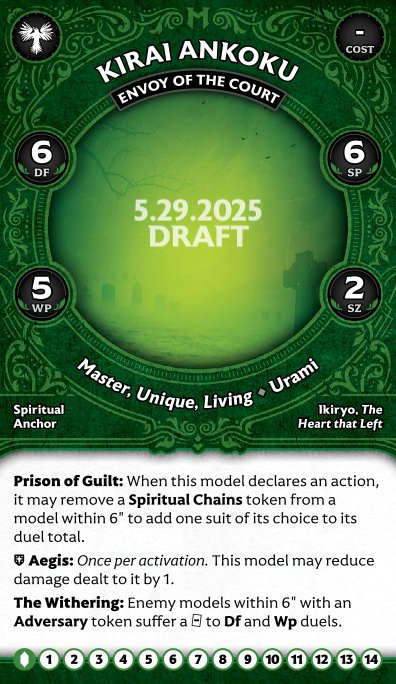 M
-
COST
KIRAI ANKOKU
ENVOY OF THE COURT
6
DF
6
SP
5.29.2025
DRAFT
5
WP
2
SZ
Master, Unique, Living ◆ Urami
Spiritual
Anchor
Ikiryo, The
Heart that Left
Prison of Guilt: When this model declares an action,
it may remove a Spiritual Chains token from a
model within 6" to add one suit of its choice to its
duel total.
Aegis: Once per activation. This model may reduce
damage dealt to it by 1.
The Withering: Enemy models within 6" with an
Adversary token suffer a to Df and Wp duels.
1 2 3 4 5 6 7 8 9 10 11 12 13 14